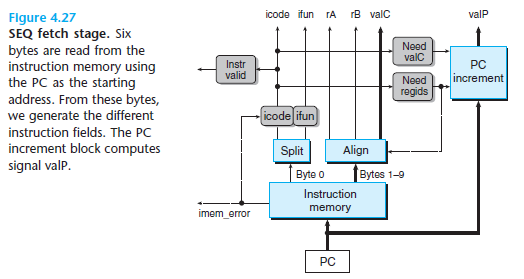 Figure 4.27
SEQ fetch stage. Six
bytes are read from the
instruction memory using
the PC as the starting
address. From these bytes,
we generate the different
instruction fields. The PC
increment block computes
signal valP.
icode ifun rA rB valC valP
Need
valC
Instr
valid
PC
increment
Need
regids
icode ifun
Split
Align
Byte 0
Bytes 1–9
Instruction
memory
imem_error
PC